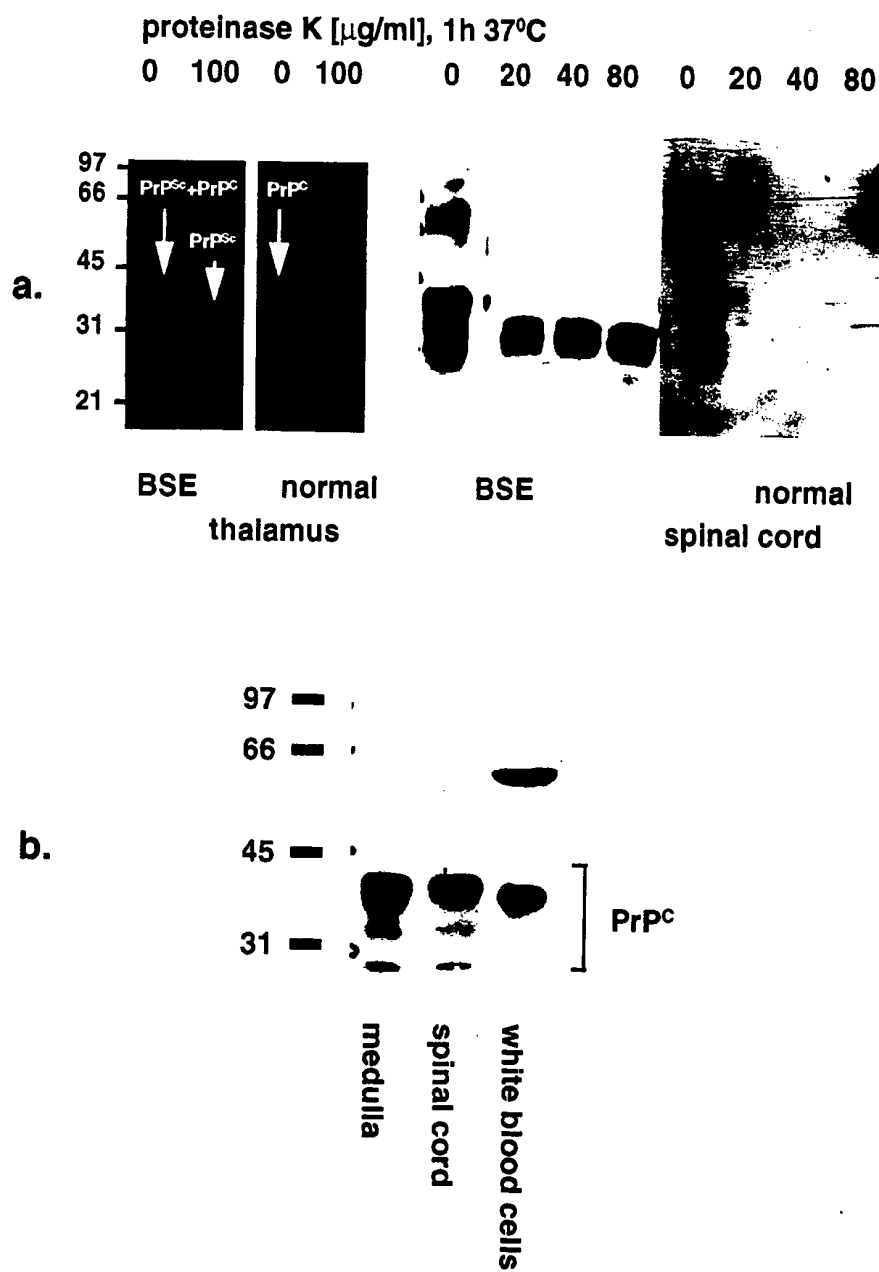 proteinase K [µg/ml], 1h 37ºC
0 100 0 100 0 20 40 80 0 20 40 80
a.
97
66
45
31
21
PrPSc+PrPC
PrPSc
PrPC
BSE normal BSE normal
thalamus spinal cord
b.
97
66
45
31
PrPC
medulla
spinal cord
white blood cells